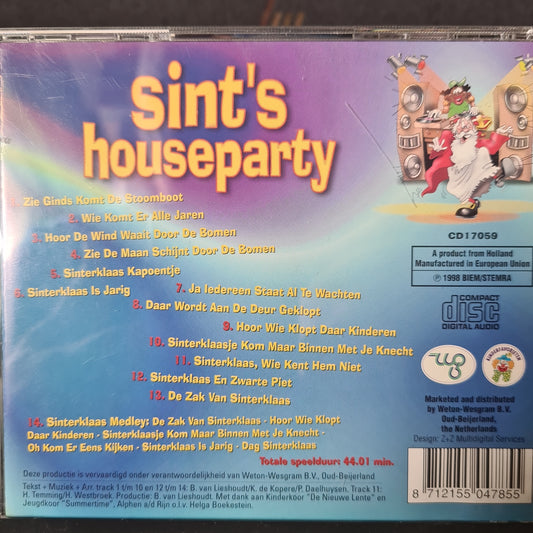 sint's
houseparty
1. Zie Ginds Komt De Stoomboot
2. Wie Komt Er Alle Jaren
3. Hoor De Wind Waait Door De Bomen
4. Zie De Maan Schijnt Door De Bomen
5. Sinterklaas Kapoentje
6. Sinterklaas Is Jarig
7. Ja Iedereen Staat Al Te Wachten
8. Daar Wordt Aan De Deur Geklopt
9. Hoor Wie Klopt Daar Kinderen
10. Sinterklaasje Kom Maar Binnen Met Je Knecht
11. Sinterklaas, Wie Kent Hem Niet
12. Sinterklaas En Zwarte Piet
13. De Zak Van Sinterklaas
14. Sinterklaas Medley: De Zak Van Sinterklaas - Hoor Wie Klopt
Daar Kinderen - Sinterklaasje Kom Maar Binnen Met Je Knecht -
Oh Kom Er Eens Kijken - Sinterklaas Is Jarig - Dag Sinterklaas
Totale speelduur: 44.01 min.
Deze productie is vervaardigd onder verantwoordelijkheid van Weton-Wesgram B.V., Oud-Beijerland
Tekst + Muziek + Arr. track 1 t/m 10 en 12 t/m 14: B. van Lieshoudt/K. de Kopere/P. Daelhuysen. Track 11:
H. Temming/H. Westbroek. Productie: B. van Lieshoudt. Met dank aan Kinderkoor "De Nieuwe Lente" en
Jeugdkoor "Summertime", Alphen a/d Rijn o.l.v. Helga Boekestein.
CD17059
A product from Holland
Manufactured in European Union
℗ 1998 BIEM/STEMRA
COMPACT
disc
DIGITAL AUDIO
Marketed and distributed
by Weton-Wesgram B.V.
Oud-Beijerland,
the Netherlands
Design: Z+Z Multidigital Services
8 712155 047855